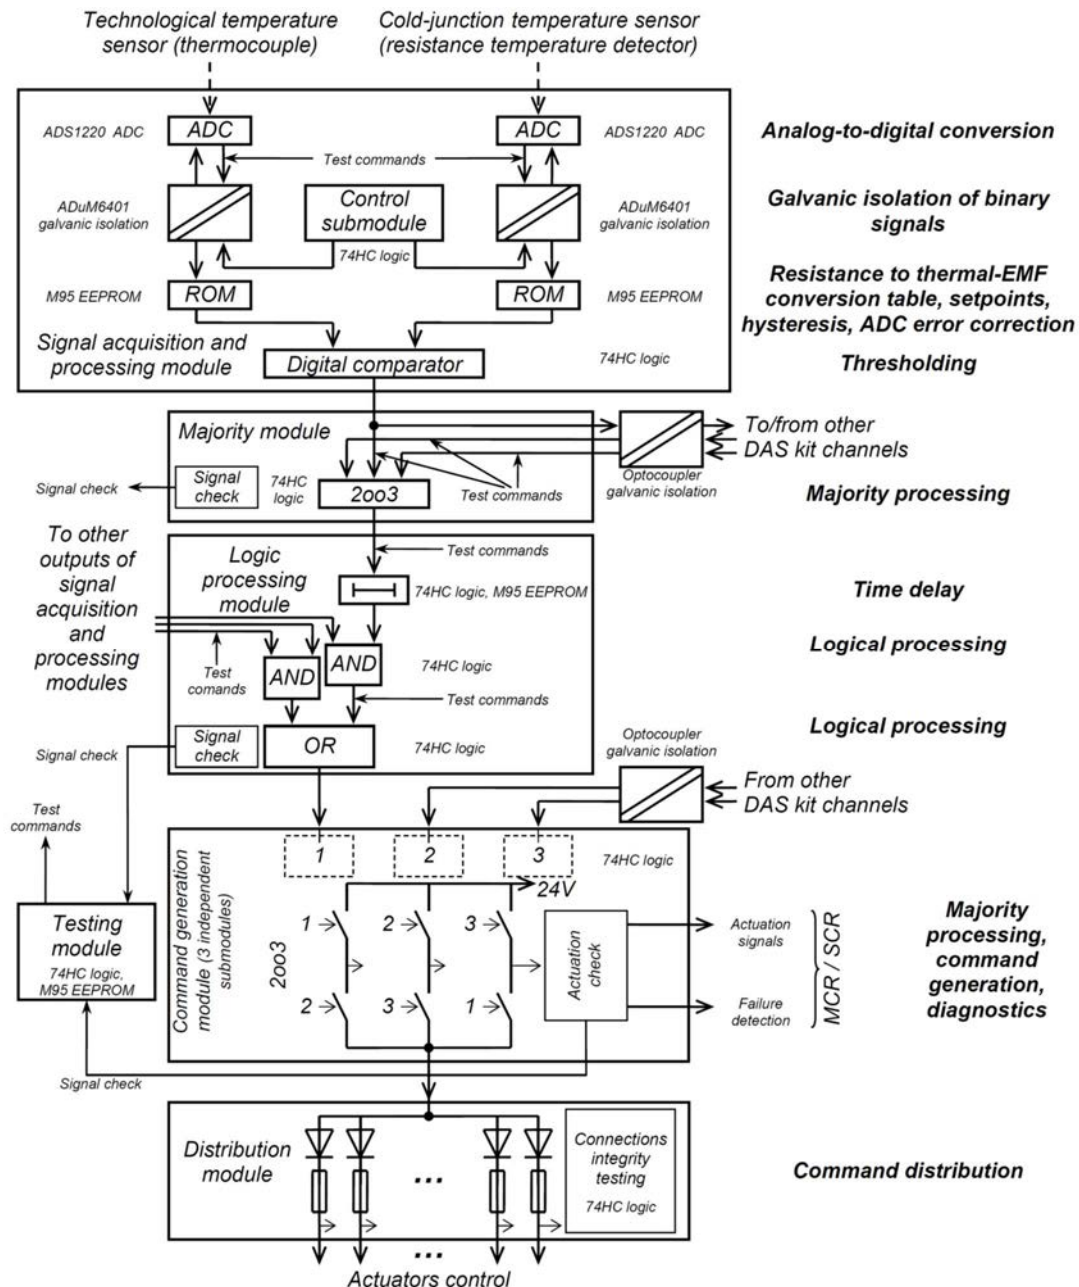 Technological temperature
sensor (thermocouple)
Cold-junction temperature sensor
(resistance temperature detector)
ADS1220 ADC
ADC
ADC
ADS1220 ADC
Analog-to-digital conversion
Test commands
ADuM6401
galvanic isolation
Control
submodule
ADuM6401
galvanic isolation
Galvanic isolation of binary
signals
74HC logic
M95 EEPROM
ROM
ROM
M95 EEPROM
Resistance to thermal-EMF
conversion table, setpoints,
hysteresis, ADC error correction
Signal acquisition and
processing module
Digital comparator
74HC logic
Thresholding
Majority module
To/from other
DAS kit channels
Optocoupler
galvanic isolation
Signal check
Signal
check
74HC
logic
2oo3
Test commands
Majority processing
To other
outputs of
signal
acquisition
and
processing
modules
Logic
processing
module
Test commands
74HC logic, M95 EEPROM
Time delay
Test
comands
AND
AND
74HC logic
Logical processing
Test commands
Signal check
Signal
check
OR
74HC logic
Logical processing
Optocoupler
galvanic isolation
From other
DAS kit channels
Test
commands
Command generation
module (3 independent
submodules)
1
2
3
74HC logic
24V
2oo3
1
2
3
2
3
1
Actuation
check
Actuation
signals
Failure
detection
MCR / SCR
Majority
processing,
command
generation,
diagnostics
Testing
module
74HC logic,
M95 EEPROM
Signal check
Distribution
module
...
Connections
integrity
testing
74HC logic
Command distribution
...
Actuators control